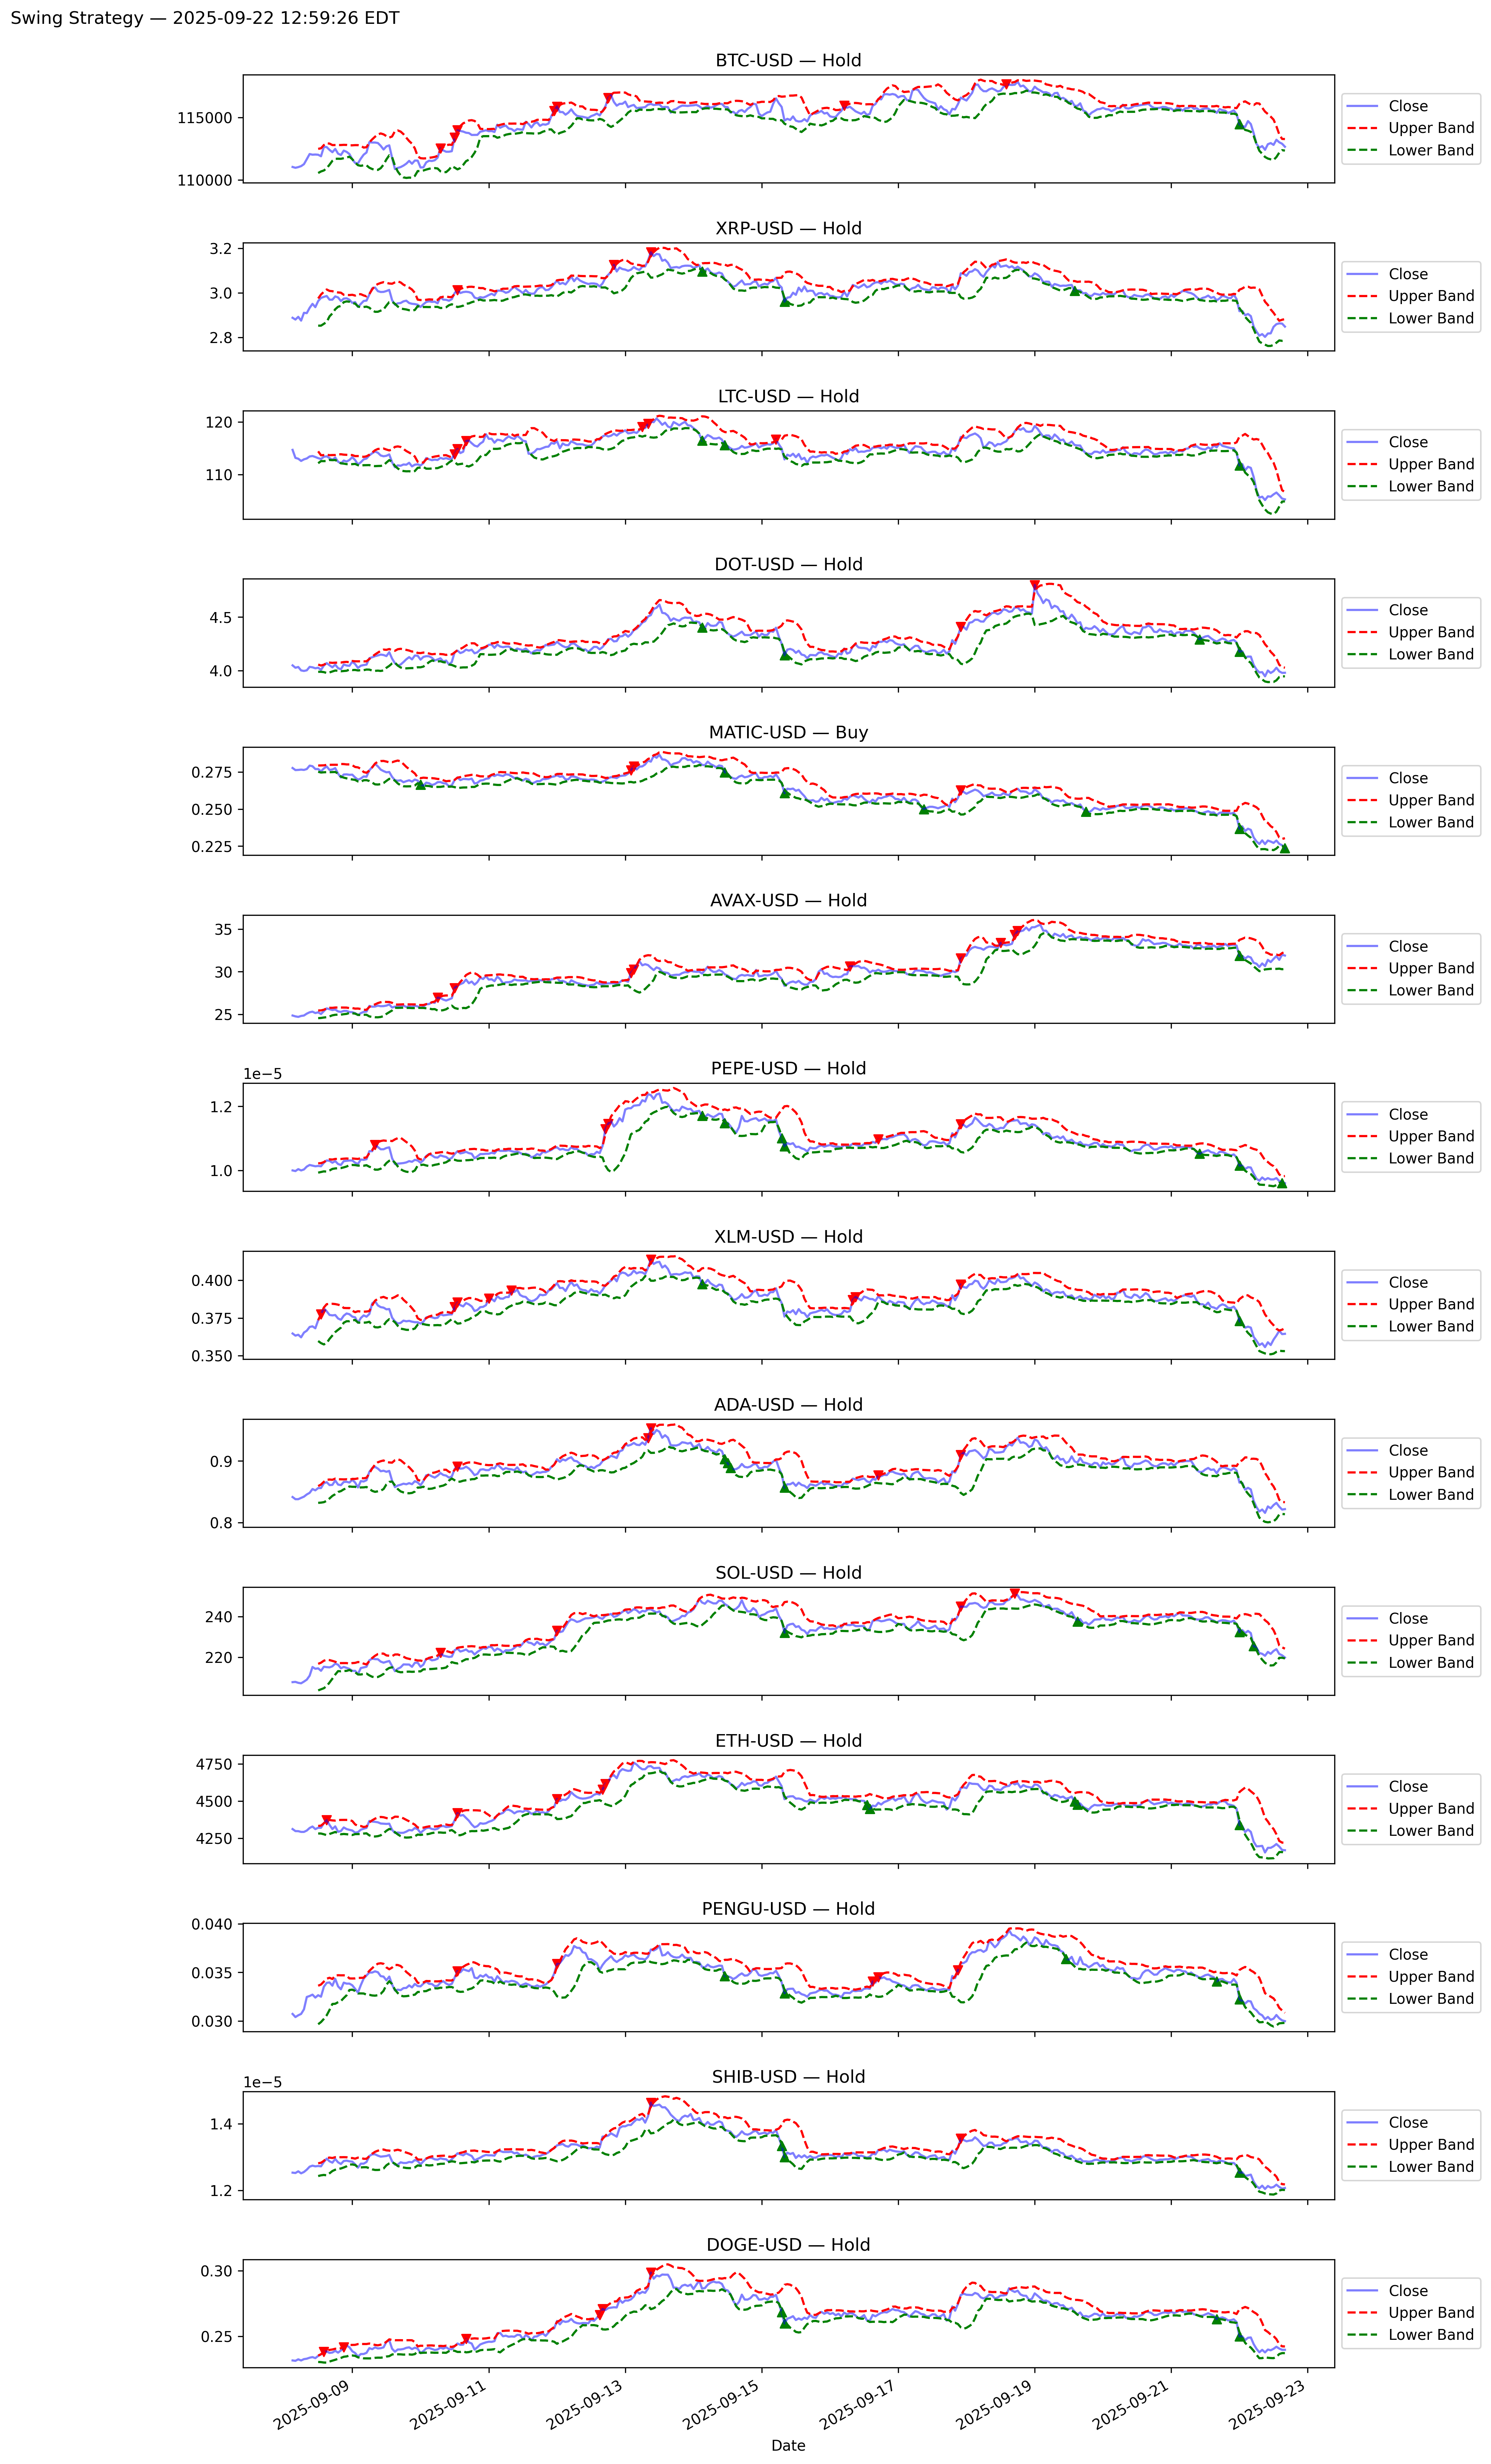 Swing Strategy — 2025-09-22 12:59:26 EDT
BTC-USD — Hold
115000
110000
Close
Upper Band
Lower Band
XRP-USD — Hold
3.2
3.0
2.8
Close
Upper Band
Lower Band
LTC-USD — Hold
120
110
Close
Upper Band
Lower Band
DOT-USD — Hold
4.5
4.0
Close
Upper Band
Lower Band
MATIC-USD — Buy
0.275
0.250
0.225
Close
Upper Band
Lower Band
AVAX-USD — Hold
35
30
25
Close
Upper Band
Lower Band
PEPE-USD — Hold
1e−5
1.2
1.0
Close
Upper Band
Lower Band
XLM-USD — Hold
0.400
0.375
0.350
Close
Upper Band
Lower Band
ADA-USD — Hold
0.9
0.8
Close
Upper Band
Lower Band
SOL-USD — Hold
240
220
Close
Upper Band
Lower Band
ETH-USD — Hold
4750
4500
4250
Close
Upper Band
Lower Band
PENGU-USD — Hold
0.040
0.035
0.030
Close
Upper Band
Lower Band
SHIB-USD — Hold
1e−5
1.4
1.2
Close
Upper Band
Lower Band
DOGE-USD — Hold
0.30
0.25
Close
Upper Band
Lower Band
2025-09-09
2025-09-11
2025-09-13
2025-09-15
2025-09-17
2025-09-19
2025-09-21
2025-09-23
Date